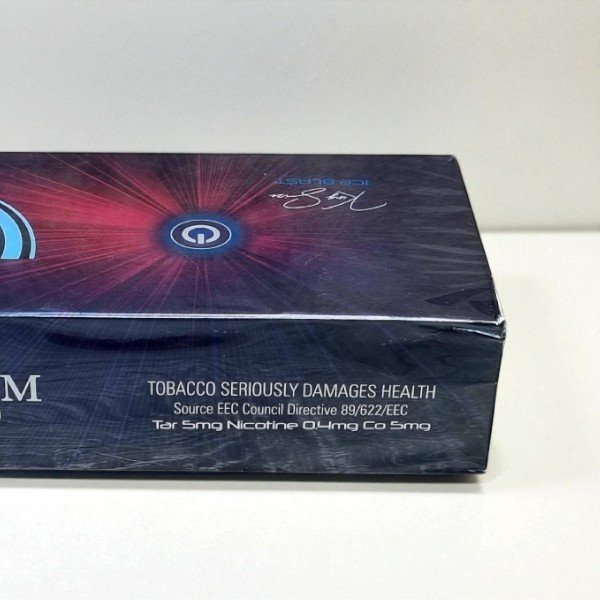 ICE BLAST
M
TOBACCO SERIOUSLY DAMAGES HEALTH
Source EEC Council Directive 89/622/EEC
Tar 5mg Nicotine 0.4mg Co 5mg